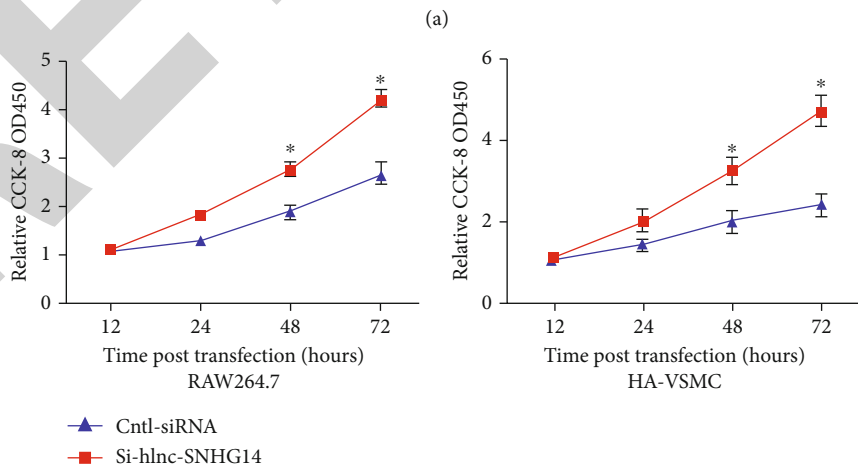 (a)
Relative CCK-8 OD450
5
4
3
2
1
0
*
*
12 24 48 72
Time post transfection (hours)
RAW264.7
Relative CCK-8 OD450
6
4
2
0
*
*
12 24 48 72
Time post transfection (hours)
HA-VSMC
Cntl-siRNA
Si-hlnc-SNHG14